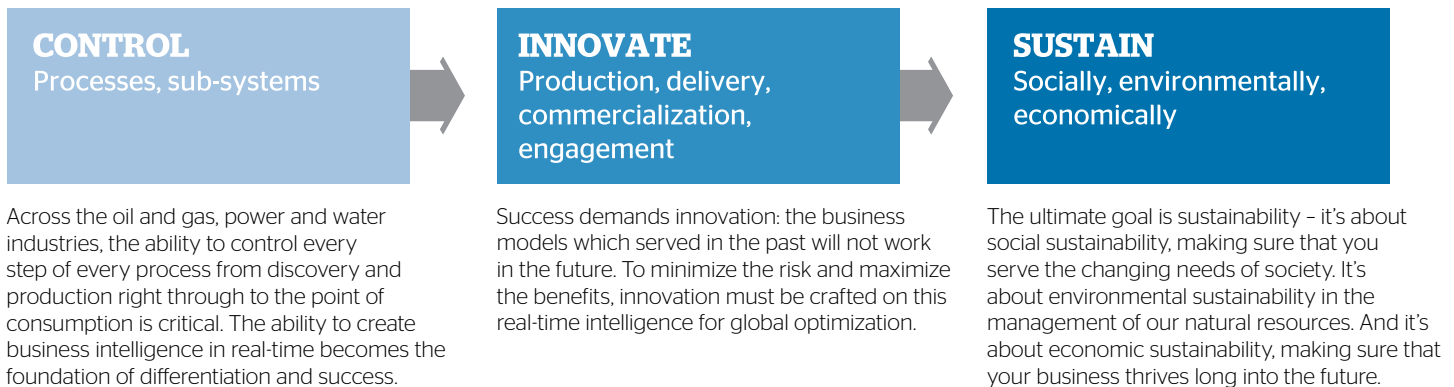 CONTROL
Processes, sub-systems
Across the oil and gas, power and water
industries, the ability to control every
step of every process from discovery and
production right through to the point of
consumption is critical. The ability to create
business intelligence in real-time becomes the
foundation of differentiation and success.
INNOVATE
Production, delivery,
commercialization,
engagement
Success demands innovation: the business
models which served in the past will not work
in the future. To minimize the risk and maximize
the benefits, innovation must be crafted on this
real-time intelligence for global optimization.
SUSTAIN
Socially, environmentally,
economically
The ultimate goal is sustainability – it's about
social sustainability, making sure that you
serve the changing needs of society. It's
about environmental sustainability in the
management of our natural resources. And it's
about economic sustainability, making sure that
your business thrives long into the future.